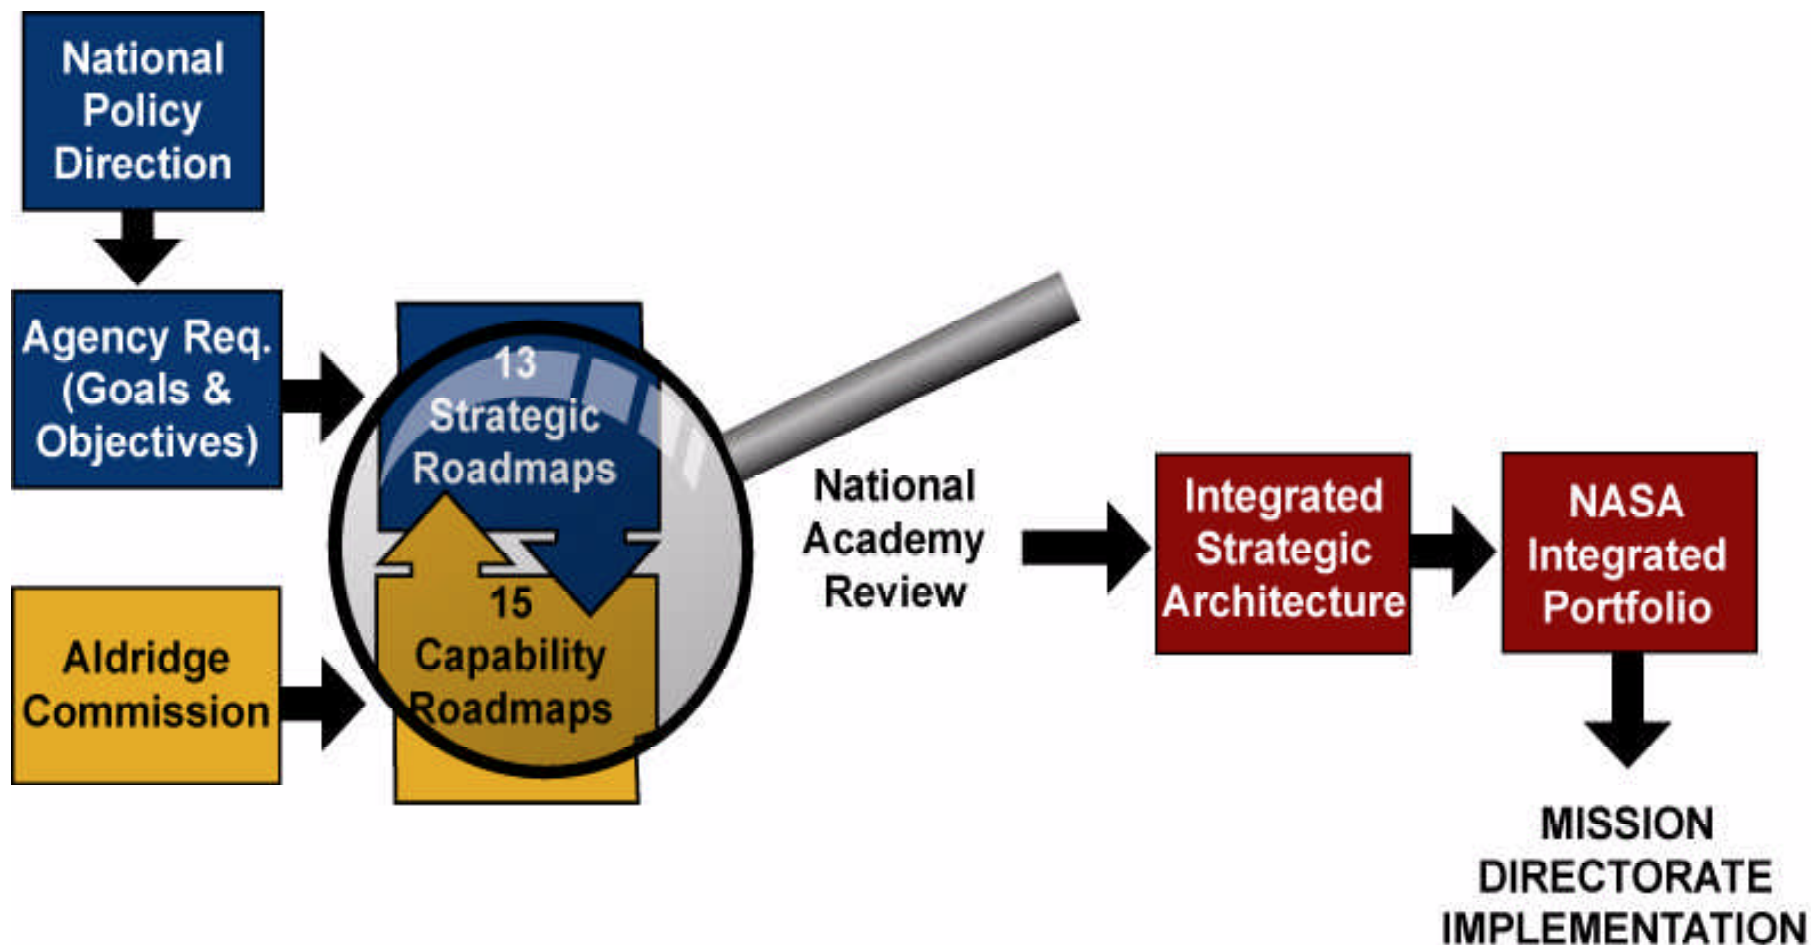 National
Policy
Direction
Agency Req.
(Goals &
Objectives)
13
Strategic
Roadmaps
Aldridge
Commission
15
Capability
Roadmaps
National
Academy
Review
Integrated
Strategic
Architecture
NASA
Integrated
Portfolio
MISSION
DIRECTORATE
IMPLEMENTATION